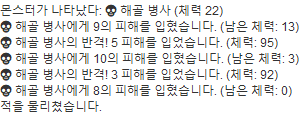 몬스터가 나타났다: 💀 해골 병사 (체력 22)
💀 해골 병사에게 9의 피해를 입혔습니다. (남은 체력: 13)
💀 해골 병사의 반격! 5 피해를 입었습니다. (체력: 95)
💀 해골 병사에게 10의 피해를 입혔습니다. (남은 체력: 3)
💀 해골 병사의 반격! 3 피해를 입었습니다. (체력: 92)
💀 해골 병사에게 8의 피해를 입혔습니다. (남은 체력: 0)
적을 물리쳤습니다.